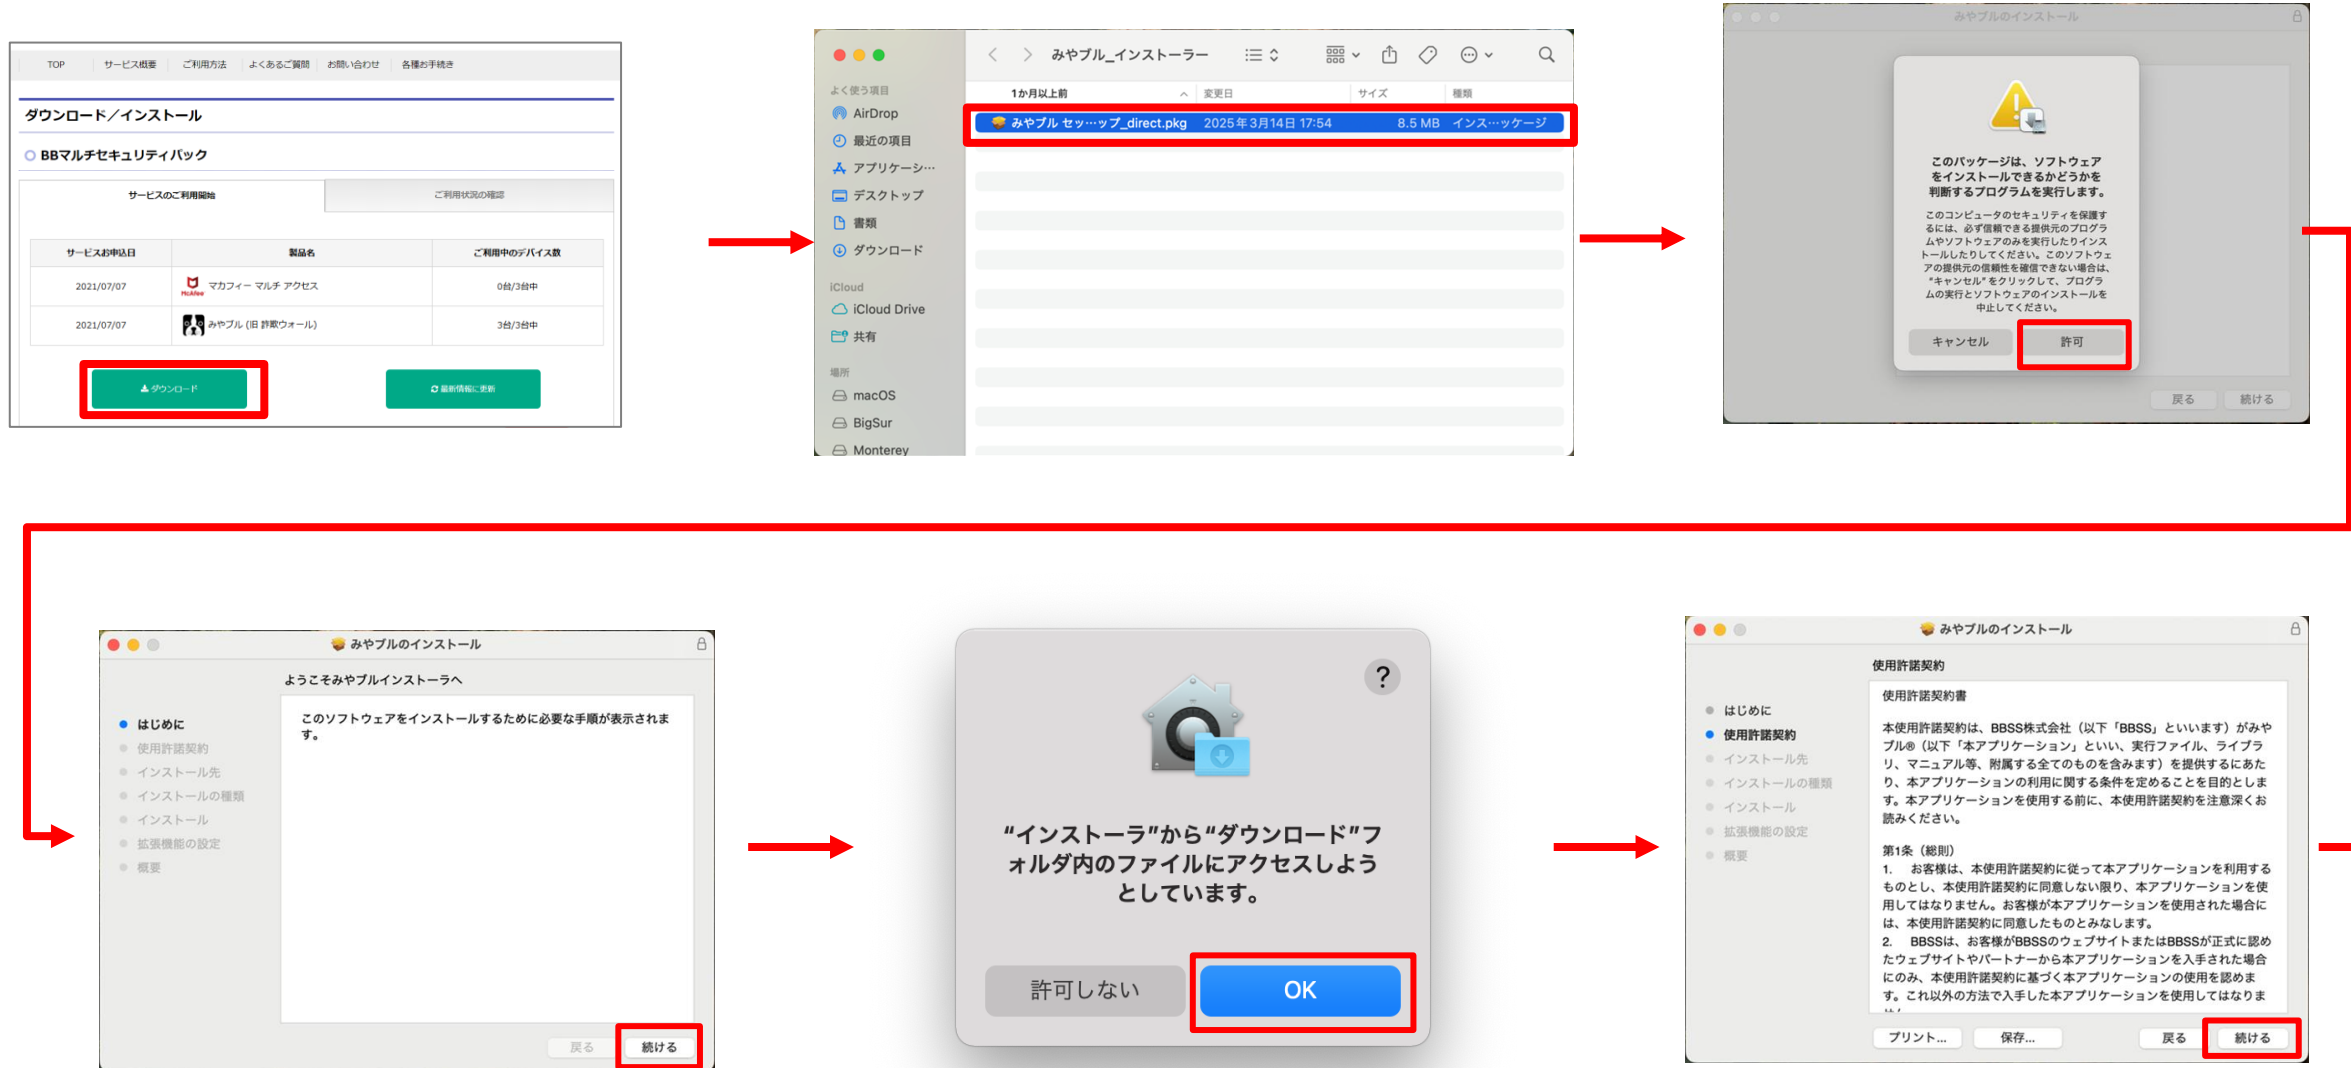 TOP サービス概要 ご利用方法 よくあるご質問 お問い合わせ 各種お手続き
ダウンロード／インストール
BBマルチセキュリティパック
サービスのご利用開始 ご利用状況の確認
サービスお申込日 製品名 ご利用中のデバイス数
2021/07/07 McAfee マカフィー マルチ アクセス 0台/3台中
2021/07/07 みやブル (旧 詐欺ウォール) 3台/3台中
ダウンロード 最新情報に更新
みやブル_インストーラー
よく使う項目
AirDrop
最近の項目
アプリケーシ…
デスクトップ
書類
ダウンロード
iCloud
iCloud Drive
共有
場所
macOS
BigSur
Monterey
1か月以上前 変更日 サイズ 種類
みやブル セッ…ップ_direct.pkg 2025年3月14日 17:54 8.5 MB インス…ッケージ
みやブルのインストール
このパッケージは、ソフトウェア
をインストールできるかどうかを
判断するプログラムを実行します。
このコンピュータのセキュリティを保護す
るには、必ず信頼できる提供元のプログラ
ムやソフトウェアのみを実行したりインス
トールしたりしてください。このソフトウェ
アの提供元の信頼性を確信できない場合は、
“キャンセル”をクリックして、プログラ
ムの実行とソフトウェアのインストールを
中止してください。
キャンセル 許可
戻る 続ける
みやブルのインストール
ようこそみやブルインストーラへ
はじめに
使用許諾契約
インストール先
インストールの種類
インストール
拡張機能の設定
概要
このソフトウェアをインストールするために必要な手順が表示されま
す。
戻る 続ける
?
“インストーラ”から“ダウンロード”フ
ォルダ内のファイルにアクセスしよう
としています。
許可しない OK
みやブルのインストール
使用許諾契約
はじめに
使用許諾契約
インストール先
インストールの種類
インストール
拡張機能の設定
概要
使用許諾契約書
本使用許諾契約は、BBSS株式会社（以下「BBSS」といいます）がみや
ブル®（以下「本アプリケーション」といい、実行ファイル、ライブラ
リ、マニュアル等、附属する全てのものを含みます）を提供するにあた
り、本アプリケーションの利用に関する条件を定めることを目的としま
す。本アプリケーションを使用する前に、本使用許諾契約を注意深くお
読みください。
第1条（総則）
1. お客様は、本使用許諾契約に従って本アプリケーションを利用する
ものとし、本使用許諾契約に同意しない限り、本アプリケーションを使
用してはなりません。お客様が本アプリケーションを使用された場合に
は、本使用許諾契約に同意したものとみなします。
2. BBSSは、お客様がBBSSのウェブサイトまたはBBSSが正式に認め
たウェブサイトやパートナーから本アプリケーションを入手された場合
にのみ、本使用許諾契約に基づく本アプリケーションの使用を認めま
す。これ以外の方法で入手した本アプリケーションを使用してはなりま
プリント... 保存... 戻る 続ける